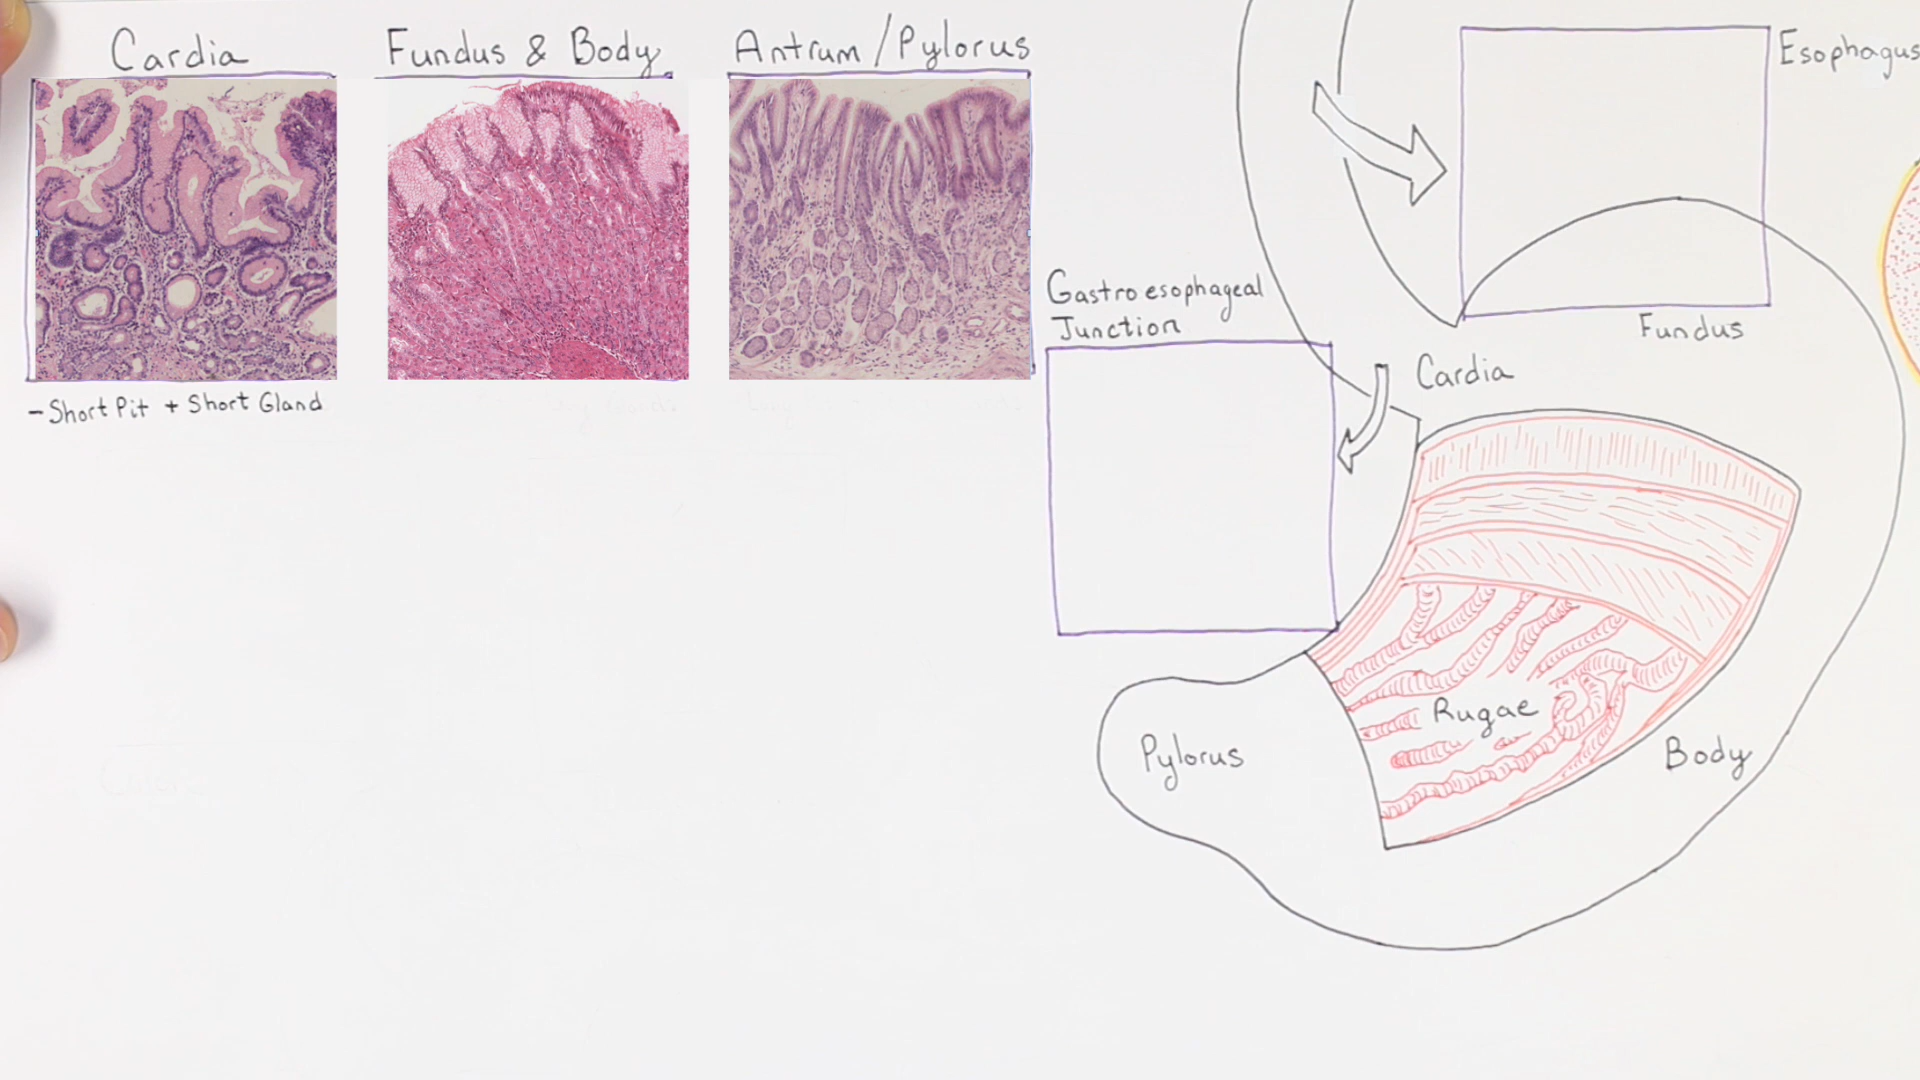 Cardia
Fundus & Body
Antrum/Pylorus
- Short Pit + Short Gland
Esophagus
Fundus
Gastroesophageal
Junction
Cardia
Rugae
Pylorus
Body